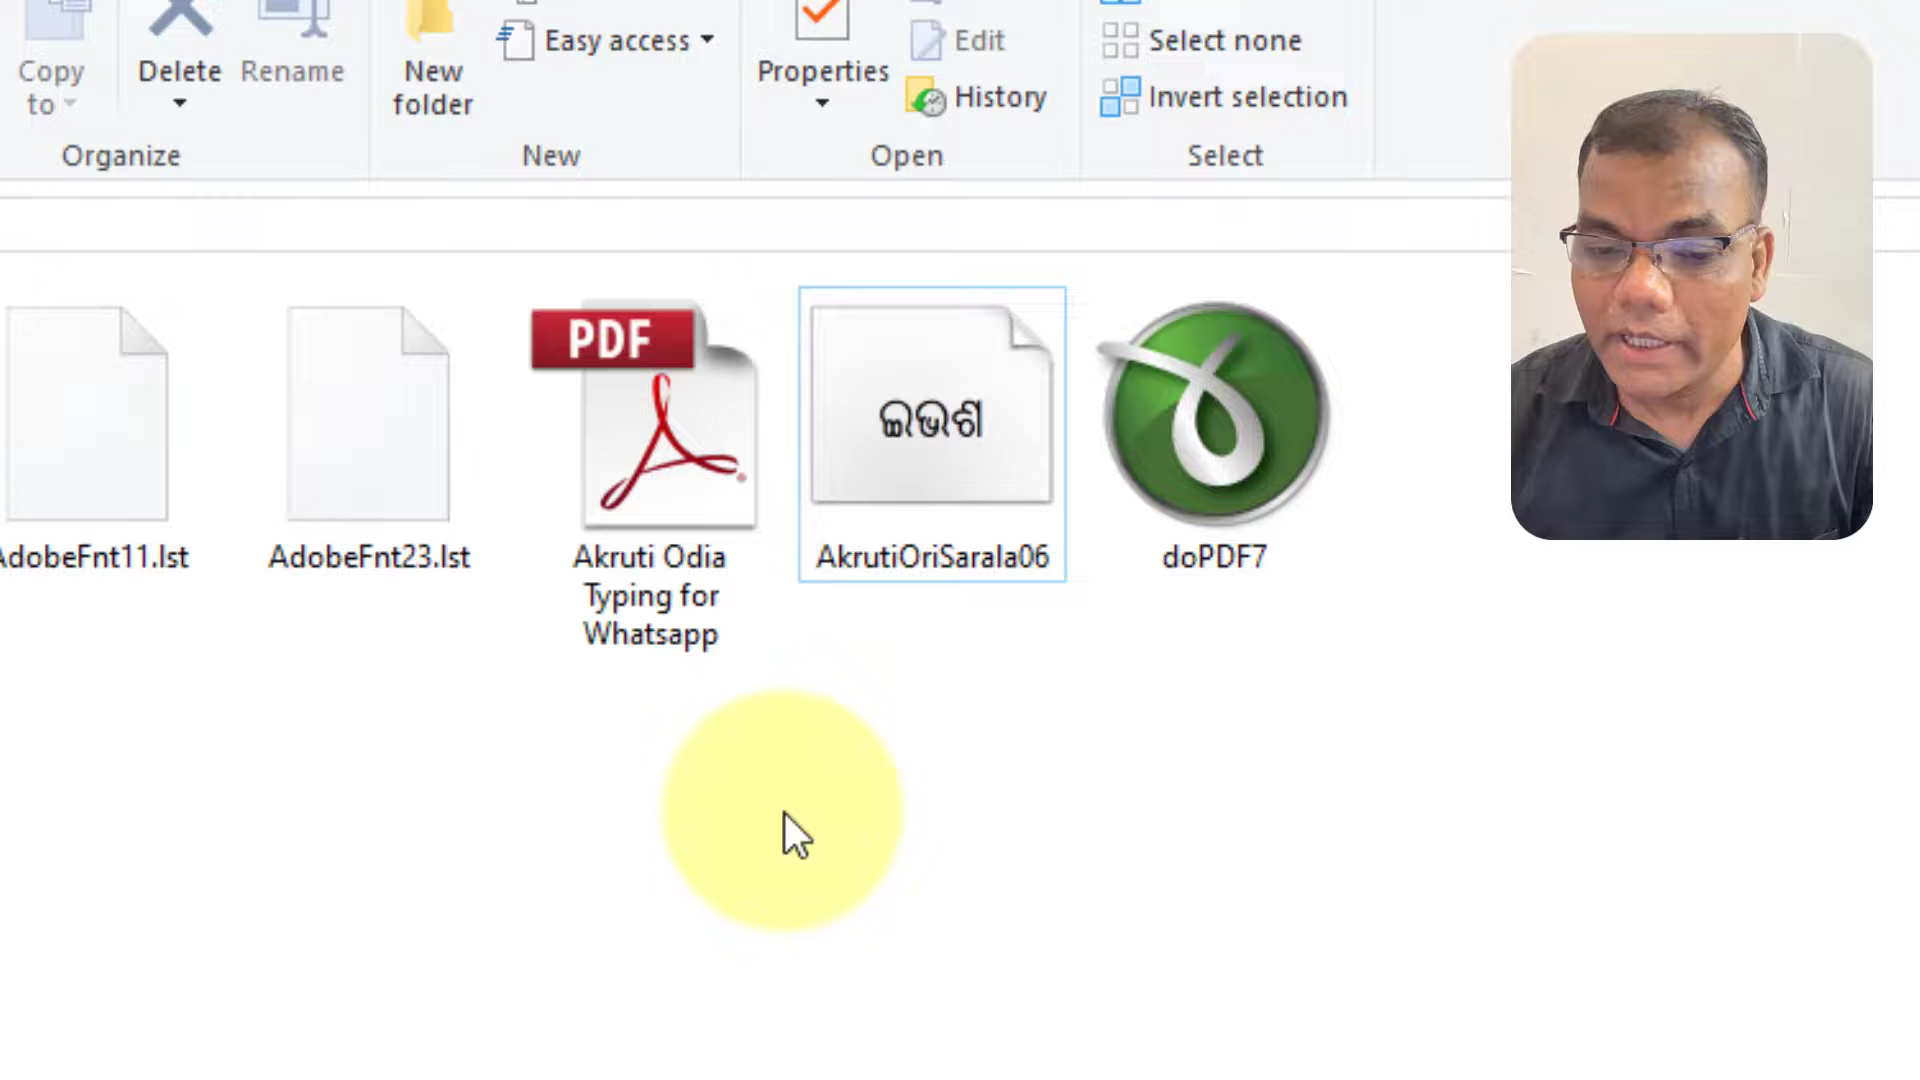 Easy access
Edit
Select none
Copy
to
Delete
Rename
New
folder
Properties
History
Invert selection
Organize
New
Open
Select
PDF
ଇଭଶ
AdobeFnt11.lst
AdobeFnt23.lst
Akruti Odia
Typing for
Whatsapp
AkrutiOriSarala06
doPDF7